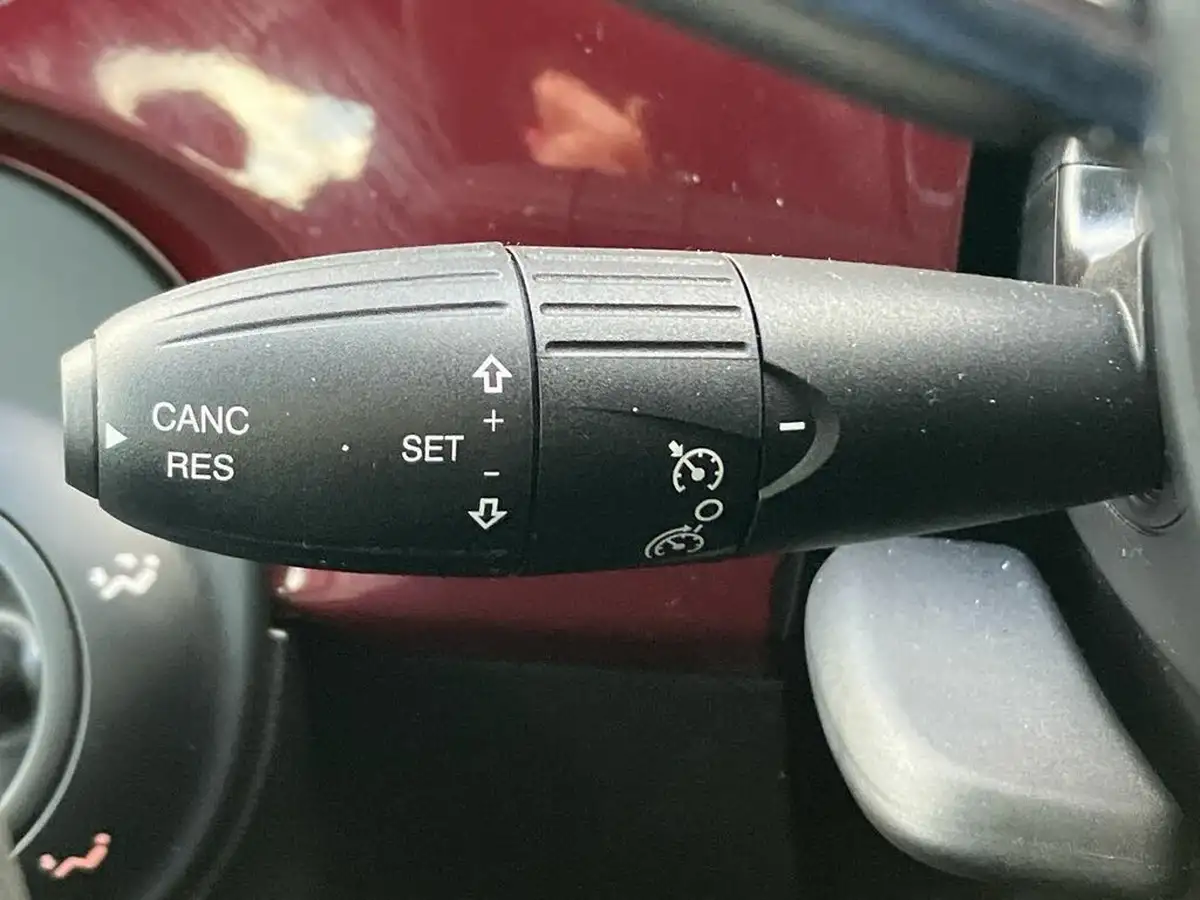 CANC
RES
SET
+
-